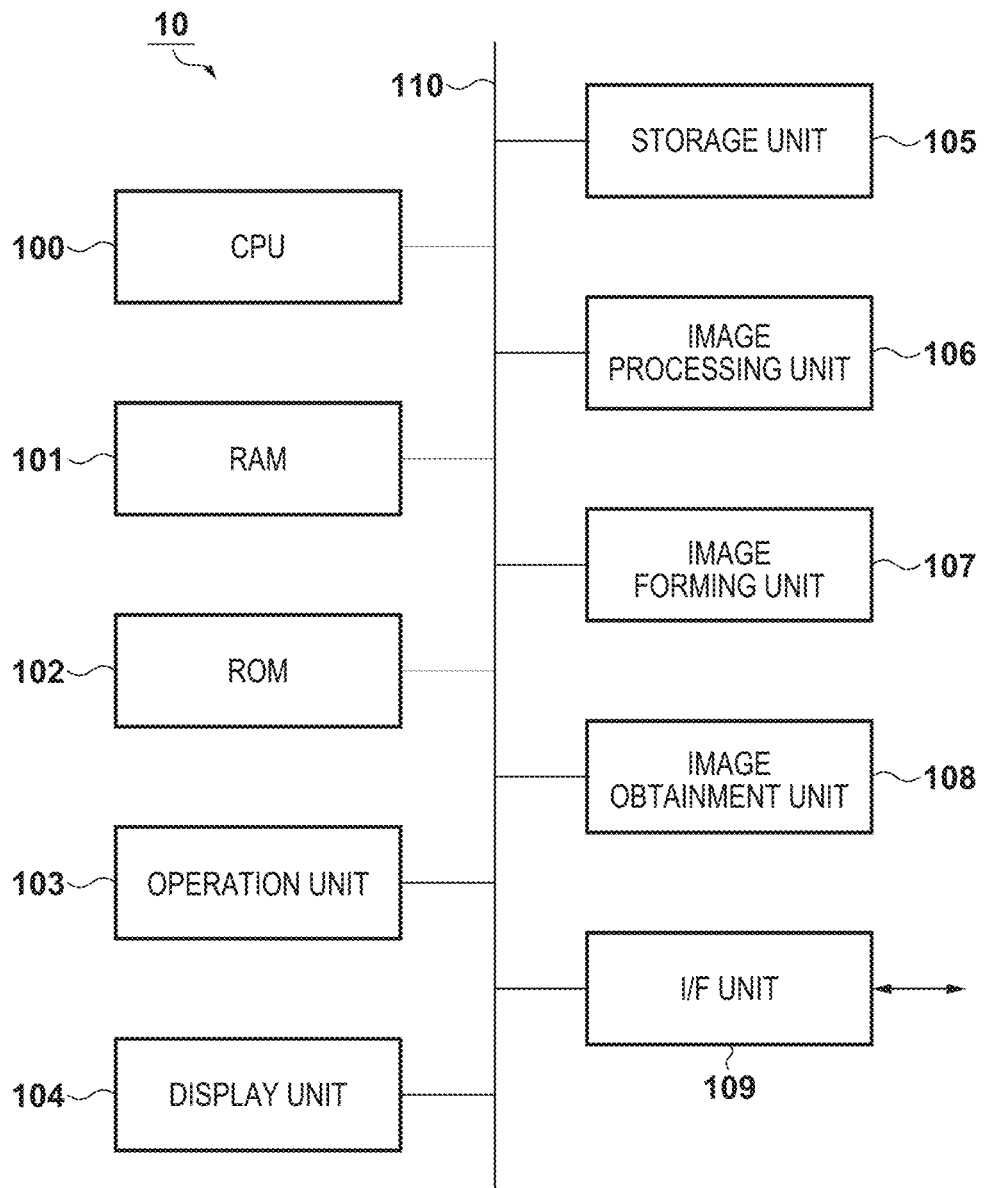 10
110
STORAGE UNIT
105
100
CPU
IMAGE
PROCESSING UNIT
106
101
RAM
IMAGE
FORMING UNIT
107
102
ROM
IMAGE
OBTAINMENT UNIT
108
103
OPERATION UNIT
I/F UNIT
109
104
DISPLAY UNIT